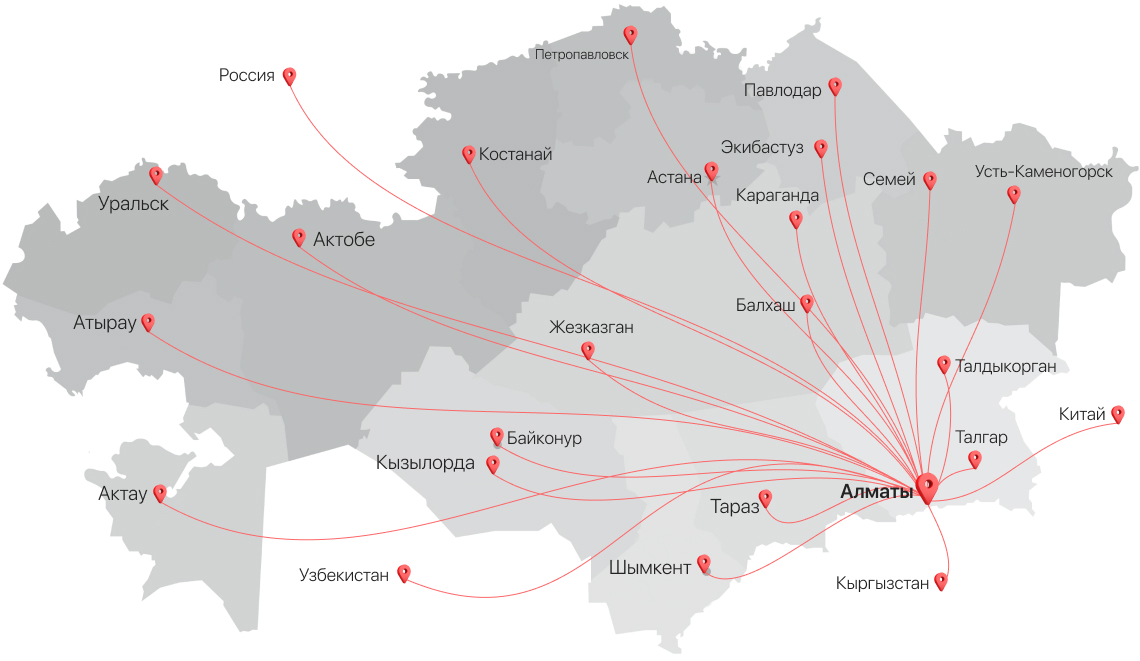 Петропавловск
Россия
Павлодар
Экибастуз
Костанай
Астана
Семей
Усть-Каменогорск
Караганда
Уральск
Актобе
Балхаш
Атырау
Жезказган
Талдыкорган
Китай
Байконур
Талгар
Кызылорда
Актау
Алматы
Тараз
Узбекистан
Шымкент
Кыргызстан